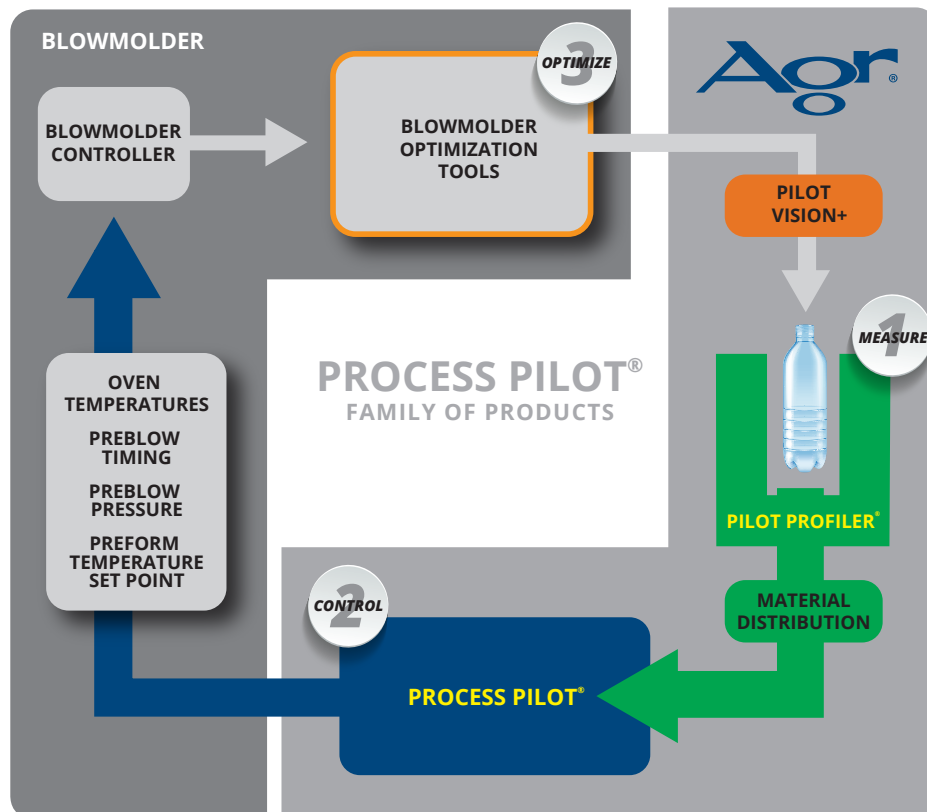 BLOWMOLDER
BLOWMOLDER
CONTROLLER
3
OPTIMIZE
BLOWMOLDER
OPTIMIZATION
TOOLS
Agr®
PILOT
VISION+
1
MEASURE
PROCESS PILOT®
FAMILY OF PRODUCTS
OVEN
TEMPERATURES
PREBLOW
TIMING
PREBLOW
PRESSURE
PREFORM
TEMPERATURE
SET POINT
PILOT PROFILER®
MATERIAL
DISTRIBUTION
2
CONTROL
PROCESS PILOT®